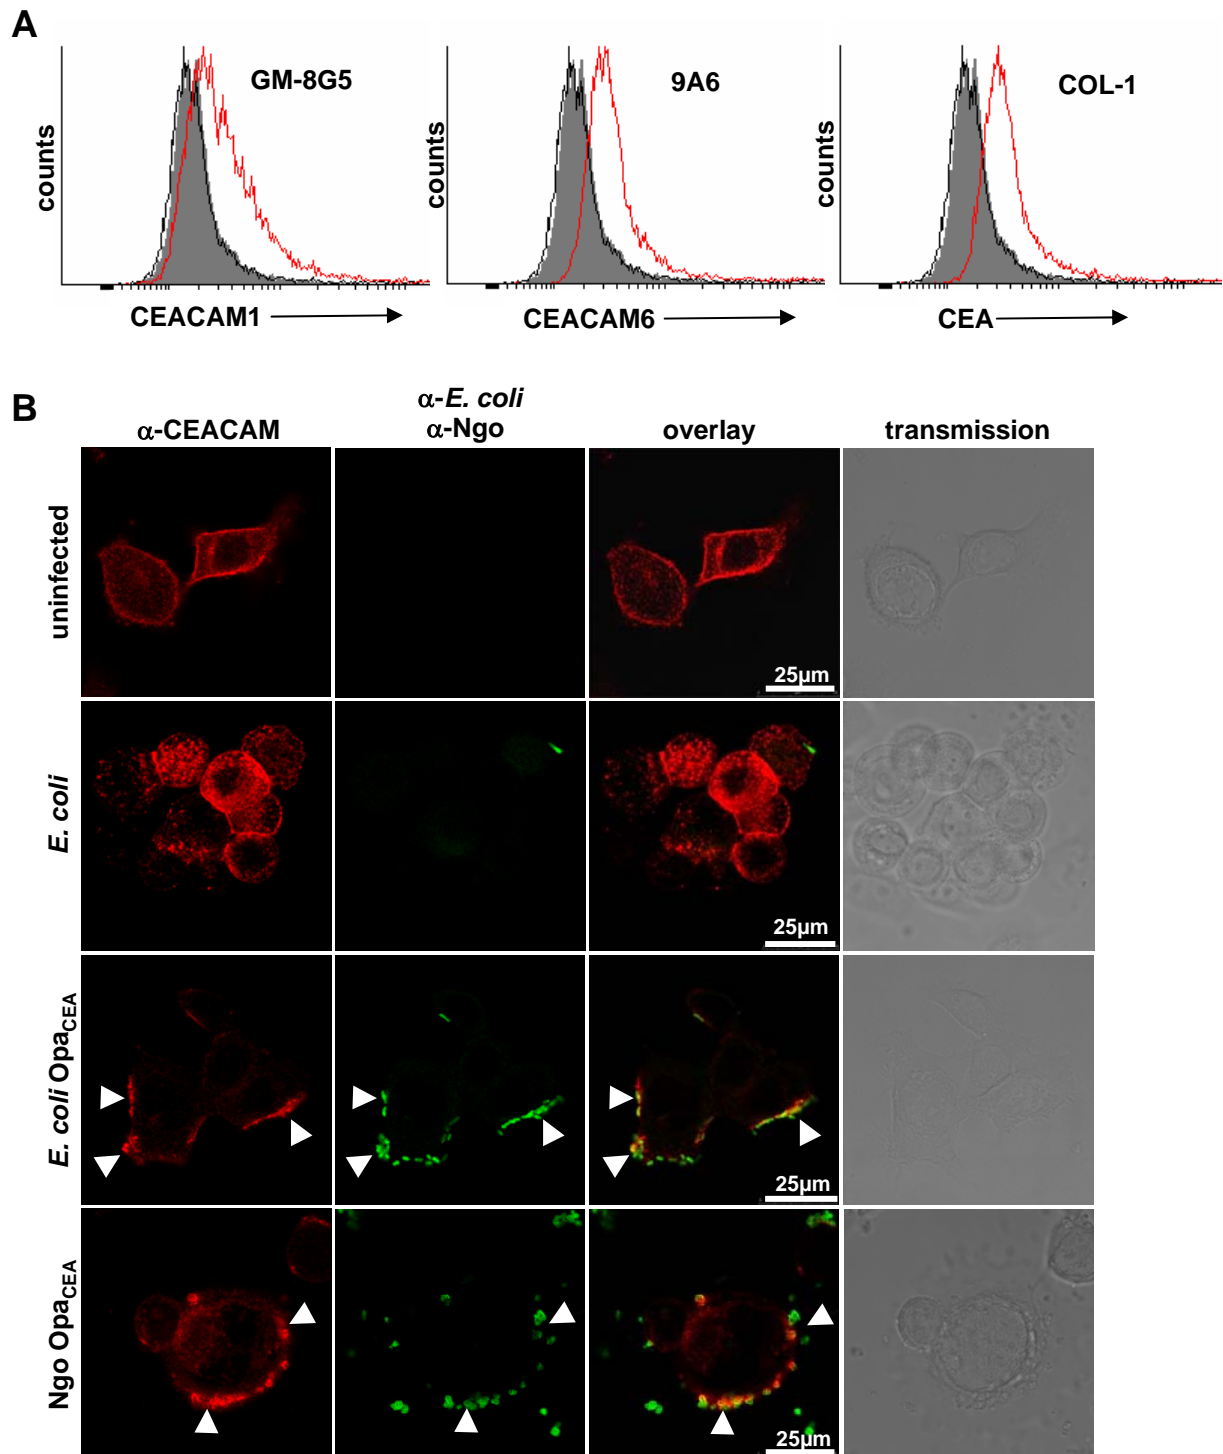 A
GM-8G5
9A6
COL-1
counts
counts
counts
CEACAM1
CEACAM6
CEA
B
α-CEACAM
α-E. coli
α-Ngo
overlay
transmission
uninfected
25µm
E. coli
25µm
E. coli OpaCEA
25µm
Ngo OpaCEA
25µm